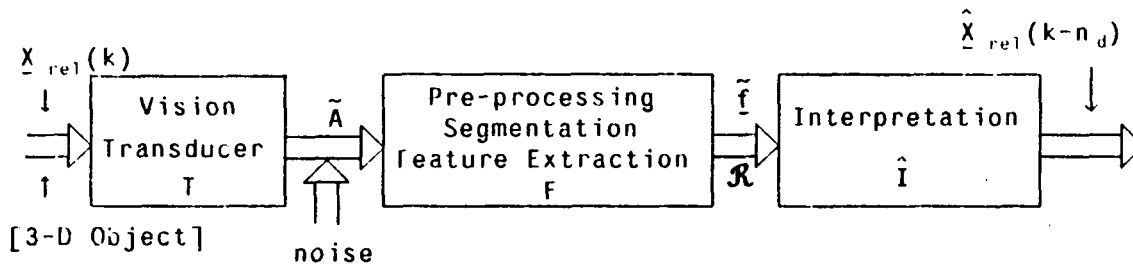 X̲ rel(k)
X̲̂ rel(k-n d)
Vision
Transducer
T
Ã
Pre-processing
Segmentation
Feature Extraction
F
f̲̃
ℛ
Interpretation
Î
[3-D Object]
noise